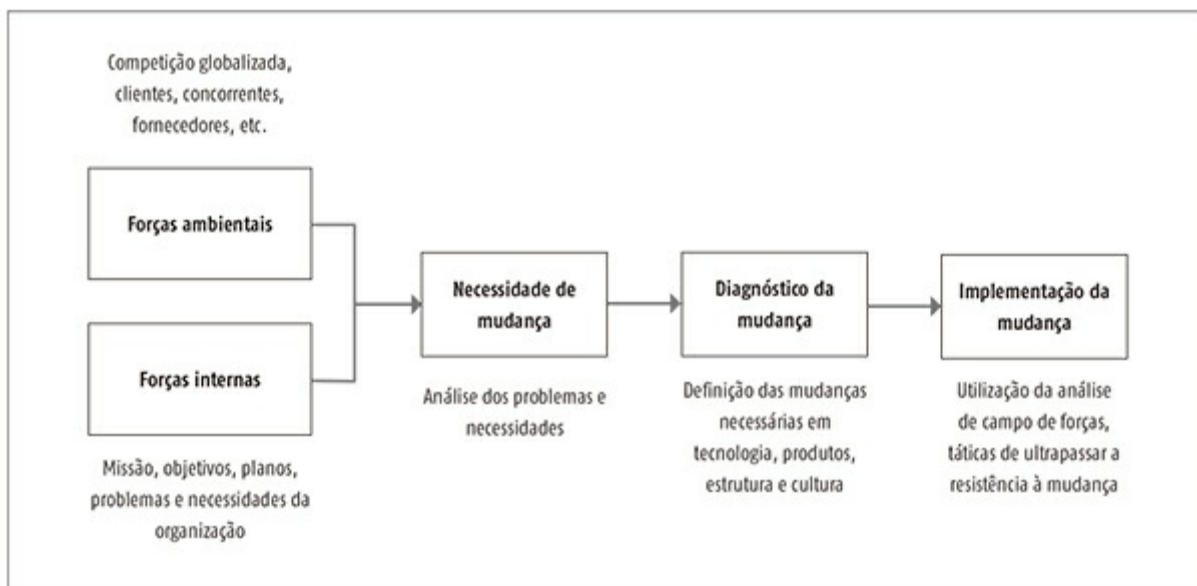 Competição globalizada,
clientes, concorrentes,
fornecedores, etc.
Forças ambientais
Forças internas
Missão, objetivos, planos,
problemas e necessidades da
organização
Necessidade de
mudança
Análise dos problemas e
necessidades
Diagnóstico da
mudança
Definição das mudanças
necessárias em
tecnologia, produtos,
estrutura e cultura
Implementação da
mudança
Utilização da análise
de campo de forças,
táticas de ultrapassar a
resistência à mudança